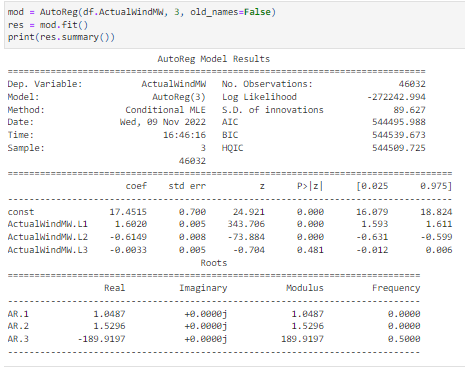 mod = AutoReg(df.ActualWindMW, 3, old_names=False)
res = mod.fit()
print(res.summary())
AutoReg Model Results
==============================================================================
Dep. Variable: ActualWindMW No. Observations: 46032
Model: AutoReg(3) Log Likelihood -272242.994
Method: Conditional MLE S.D. of innovations 89.627
Date: Wed, 09 Nov 2022 AIC 544495.988
Time: 16:46:16 BIC 544539.673
Sample: 3 HQIC 544509.725
46032
==============================================================================
coef std err z P>|z| [0.025 0.975]
------------------------------------------------------------------------------
const 17.4515 0.700 24.921 0.000 16.079 18.824
ActualWindMW.L1 1.6020 0.005 343.706 0.000 1.593 1.611
ActualWindMW.L2 -0.6149 0.008 -73.884 0.000 -0.631 -0.599
ActualWindMW.L3 -0.0033 0.005 -0.704 0.481 -0.012 0.006
Roots
==============================================================================
Real Imaginary Modulus Frequency
------------------------------------------------------------------------------
AR.1 1.0487 +0.0000j 1.0487 0.0000
AR.2 1.5296 +0.0000j 1.5296 0.0000
AR.3 -189.9197 +0.0000j 189.9197 0.5000
------------------------------------------------------------------------------